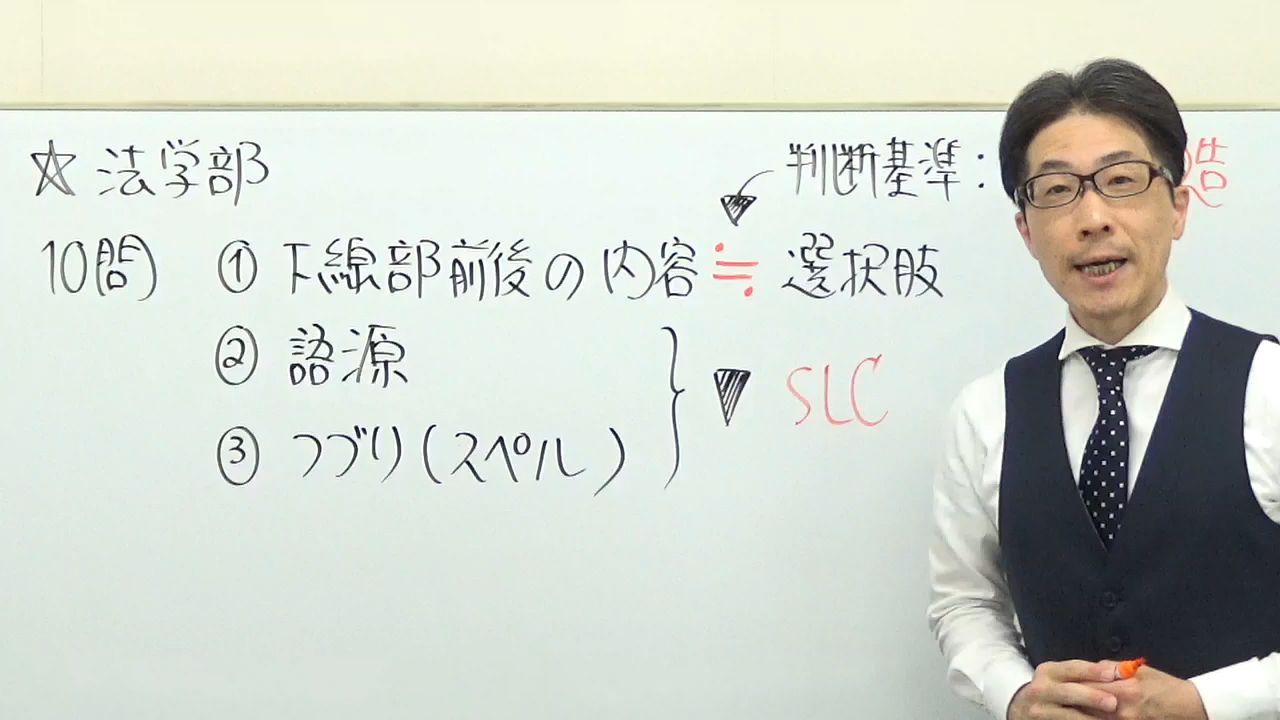 ☆ 法学部
判断基準：
10問 ① 下線部前後の内容 ≒ 選択肢
② 語源
③ つづり(スペル)
▼ SLC